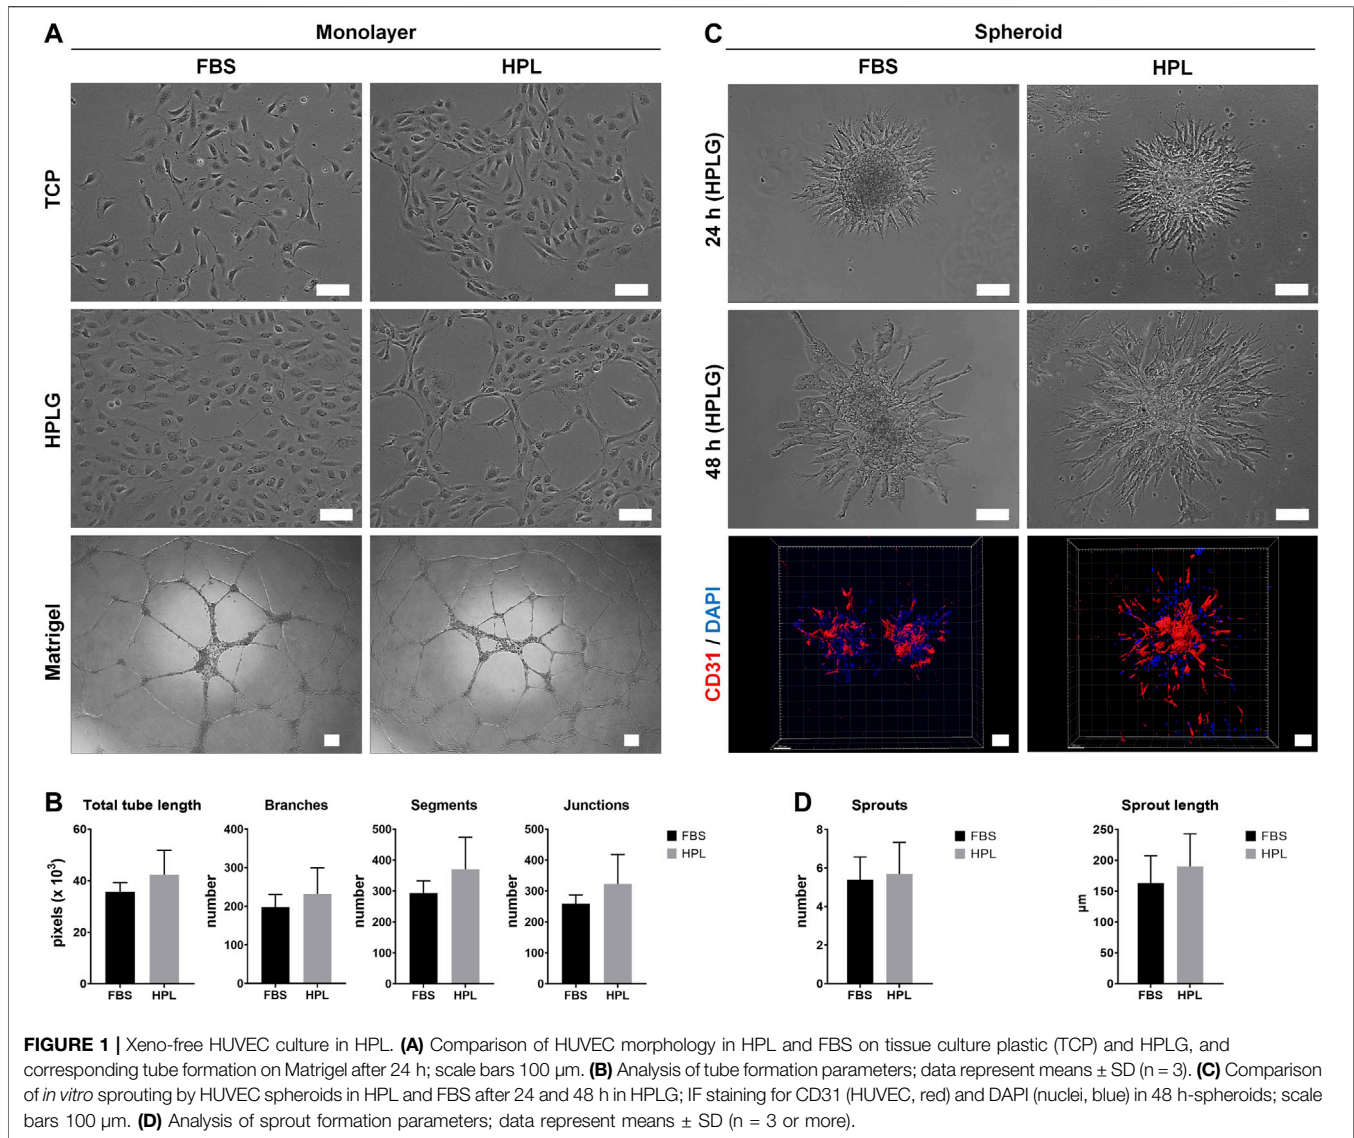 A
Monolayer
FBS
HPL
TCP
HPLG
Matrigel
C
Spheroid
FBS
HPL
24 h (HPLG)
48 h (HPLG)
CD31 / DAPI
B
Total tube length
pixels (x 10³)
60
40
20
0
FBS
HPL
Branches
number
400
300
200
100
0
FBS
HPL
Segments
number
500
400
300
200
100
0
FBS
HPL
Junctions
number
500
400
300
200
100
0
FBS
HPL
FBS
HPL
D
Sprouts
number
8
6
4
2
0
FBS
HPL
FBS
HPL
Sprout length
µm
250
200
150
100
50
0
FBS
HPL
FBS
HPL
FIGURE 1 | Xeno-free HUVEC culture in HPL. (A) Comparison of HUVEC morphology in HPL and FBS on tissue culture plastic (TCP) and HPLG, and
corresponding tube formation on Matrigel after 24 h; scale bars 100 µm. (B) Analysis of tube formation parameters; data represent means ± SD (n = 3). (C) Comparison
of in vitro sprouting by HUVEC spheroids in HPL and FBS after 24 and 48 h in HPLG; IF staining for CD31 (HUVEC, red) and DAPI (nuclei, blue) in 48 h-spheroids; scale
bars 100 µm. (D) Analysis of sprout formation parameters; data represent means ± SD (n = 3 or more).